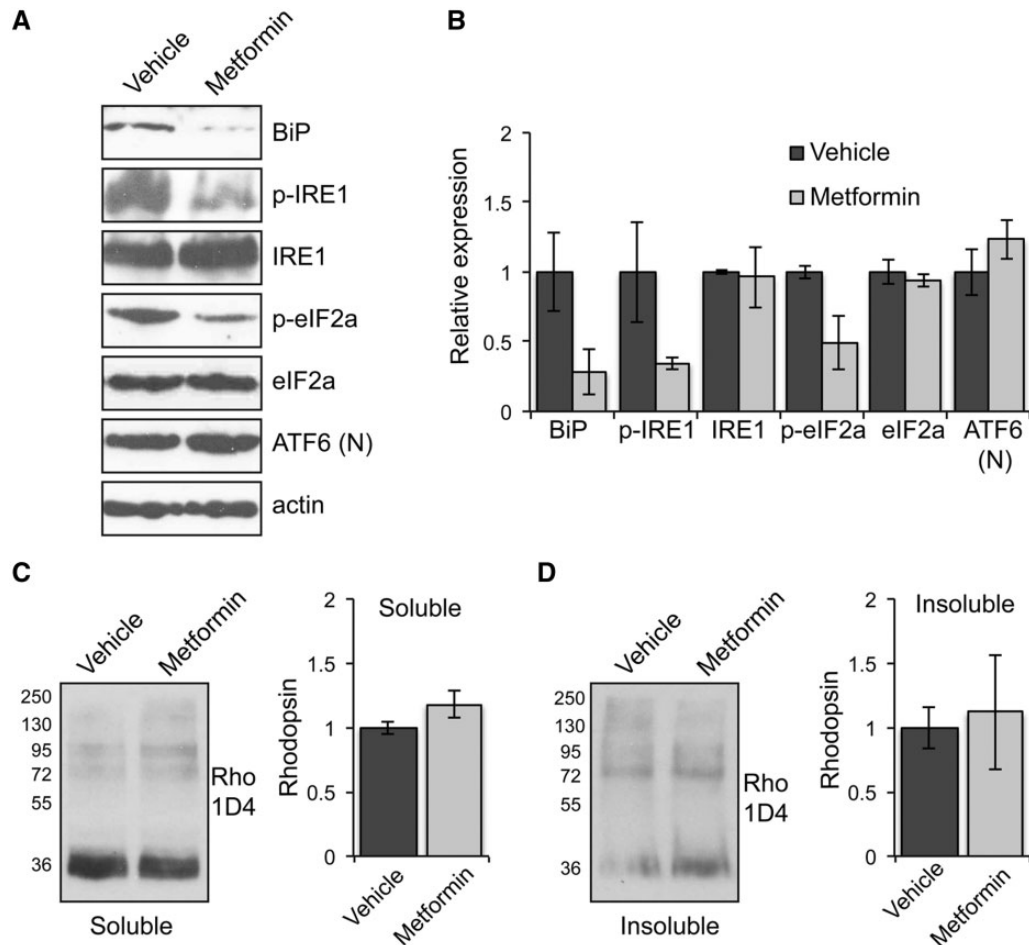 A
Vehicle
Metformin
BiP
p-IRE1
IRE1
p-eIF2a
eIF2a
ATF6 (N)
actin
B
Relative expression
2
1.5
1
0.5
0
Vehicle
Metformin
BiP p-IRE1 IRE1 p-eIF2a eIF2a ATF6
(N)
C
Vehicle
Metformin
250
130
95
72
55
36
Rho
1D4
Soluble
Rhodopsin
2
1.5
1
0.5
0
Soluble
Vehicle
Metformin
D
Vehicle
Metformin
250
130
95
72
55
36
Rho
1D4
Insoluble
Rhodopsin
2
1.5
1
0.5
0
Insoluble
Vehicle
Metformin